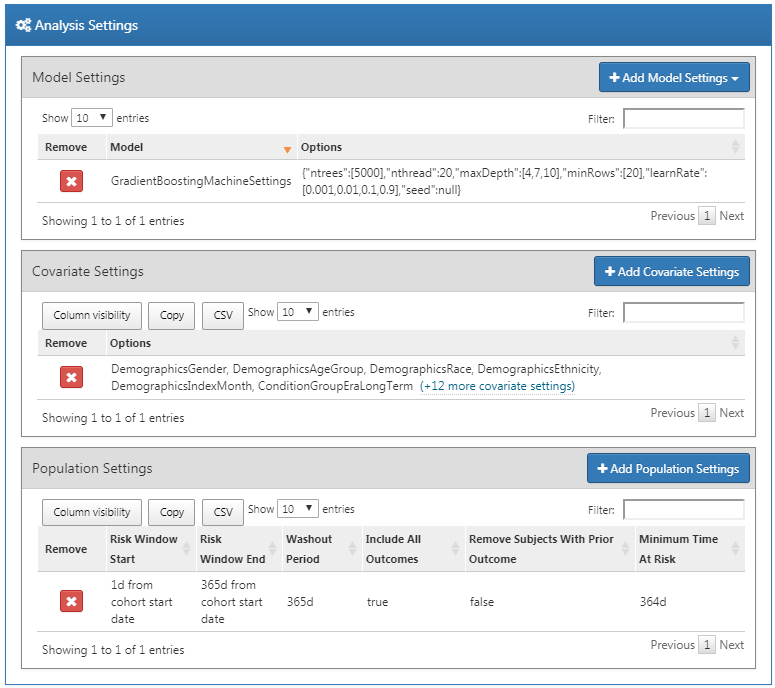 Analysis Settings
Model Settings
Add Model Settings
Show 10 entries
Filter:
Remove Model Options
GradientBoostingMachineSettings {"ntrees":[5000],"nthread":20,"maxDepth":[4,7,10],"minRows":[20],"learnRate":
[0.001,0.01,0.1,0.9],"seed":null}
Showing 1 to 1 of 1 entries
Previous 1 Next
Covariate Settings
Add Covariate Settings
Column visibility Copy CSV Show 10 entries
Filter:
Remove Options
DemographicsGender, DemographicsAgeGroup, DemographicsRace, DemographicsEthnicity,
DemographicsIndexMonth, ConditionGroupEraLongTerm (+12 more covariate settings)
Showing 1 to 1 of 1 entries
Previous 1 Next
Population Settings
Add Population Settings
Column visibility Copy CSV Show 10 entries
Filter:
Remove
Risk Window
Start
Risk
Window End
Washout
Period
Include All
Outcomes
Remove Subjects With Prior
Outcome
Minimum Time
At Risk
1d from
cohort start
date
365d from
cohort start
date
365d
true
false
364d
Showing 1 to 1 of 1 entries
Previous 1 Next